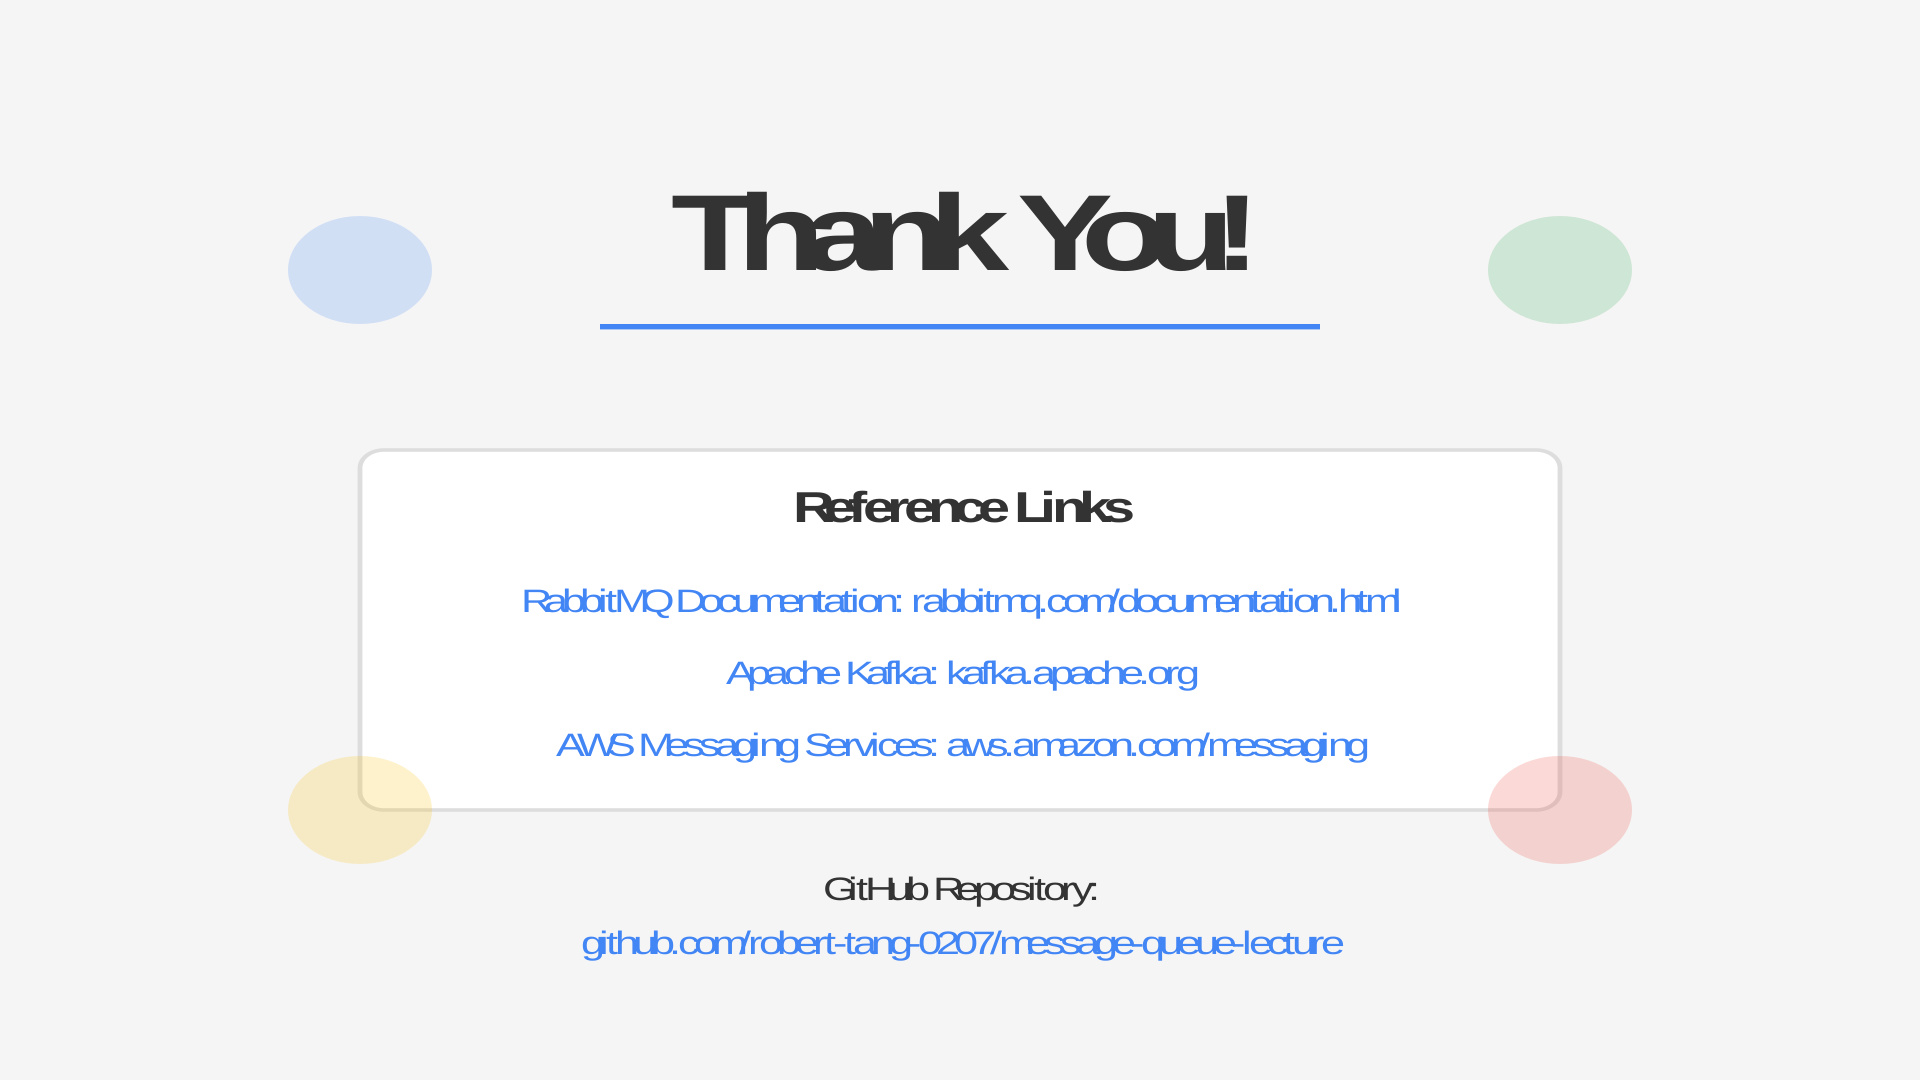 Thank You!
Reference Links
RabbitMQ Documentation: rabbitmq.com/documentation.html
Apache Kafka: kafka.apache.org
AWS Messaging Services: aws.amazon.com/messaging
GitHub Repository:
github.com/robert-tang-0207/message-queue-lecture